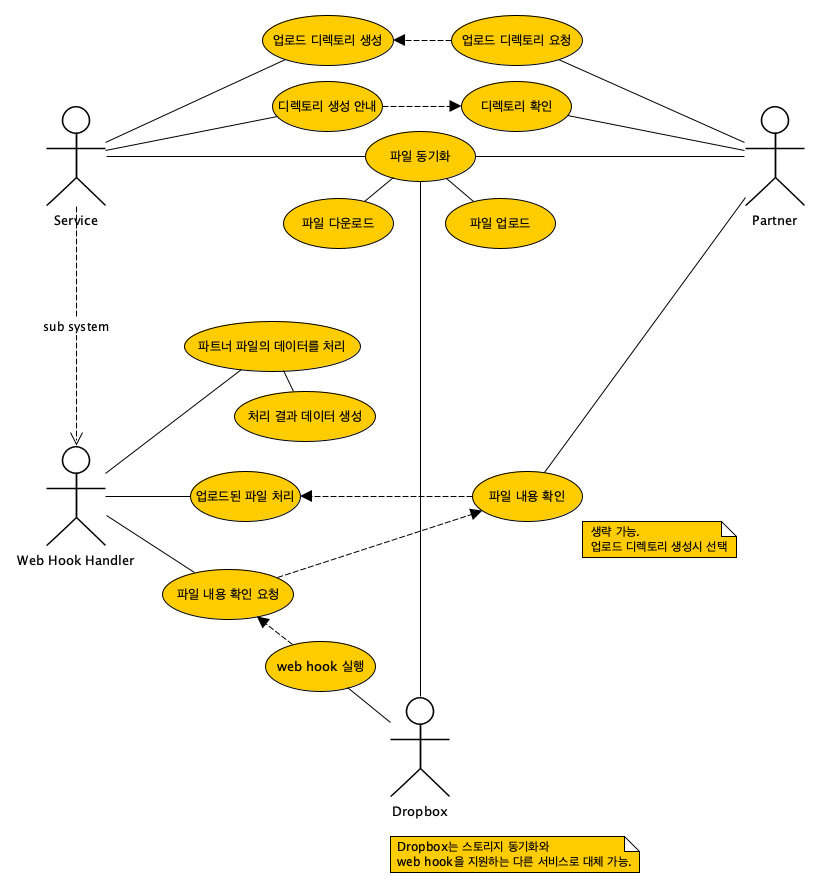 업로드 디렉토리 생성
업로드 디렉토리 요청
디렉토리 생성 안내
디렉토리 확인
파일 동기화
Service
Partner
파일 다운로드
파일 업로드
sub system
파트너 파일의 데이터를 처리
처리 결과 데이터 생성
업로드된 파일 처리
파일 내용 확인
생략 가능.
업로드 디렉토리 생성시 선택
Web Hook Handler
파일 내용 확인 요청
web hook 실행
Dropbox
Dropbox는 스토리지 동기화와
web hook을 지원하는 다른 서비스로 대체 가능.